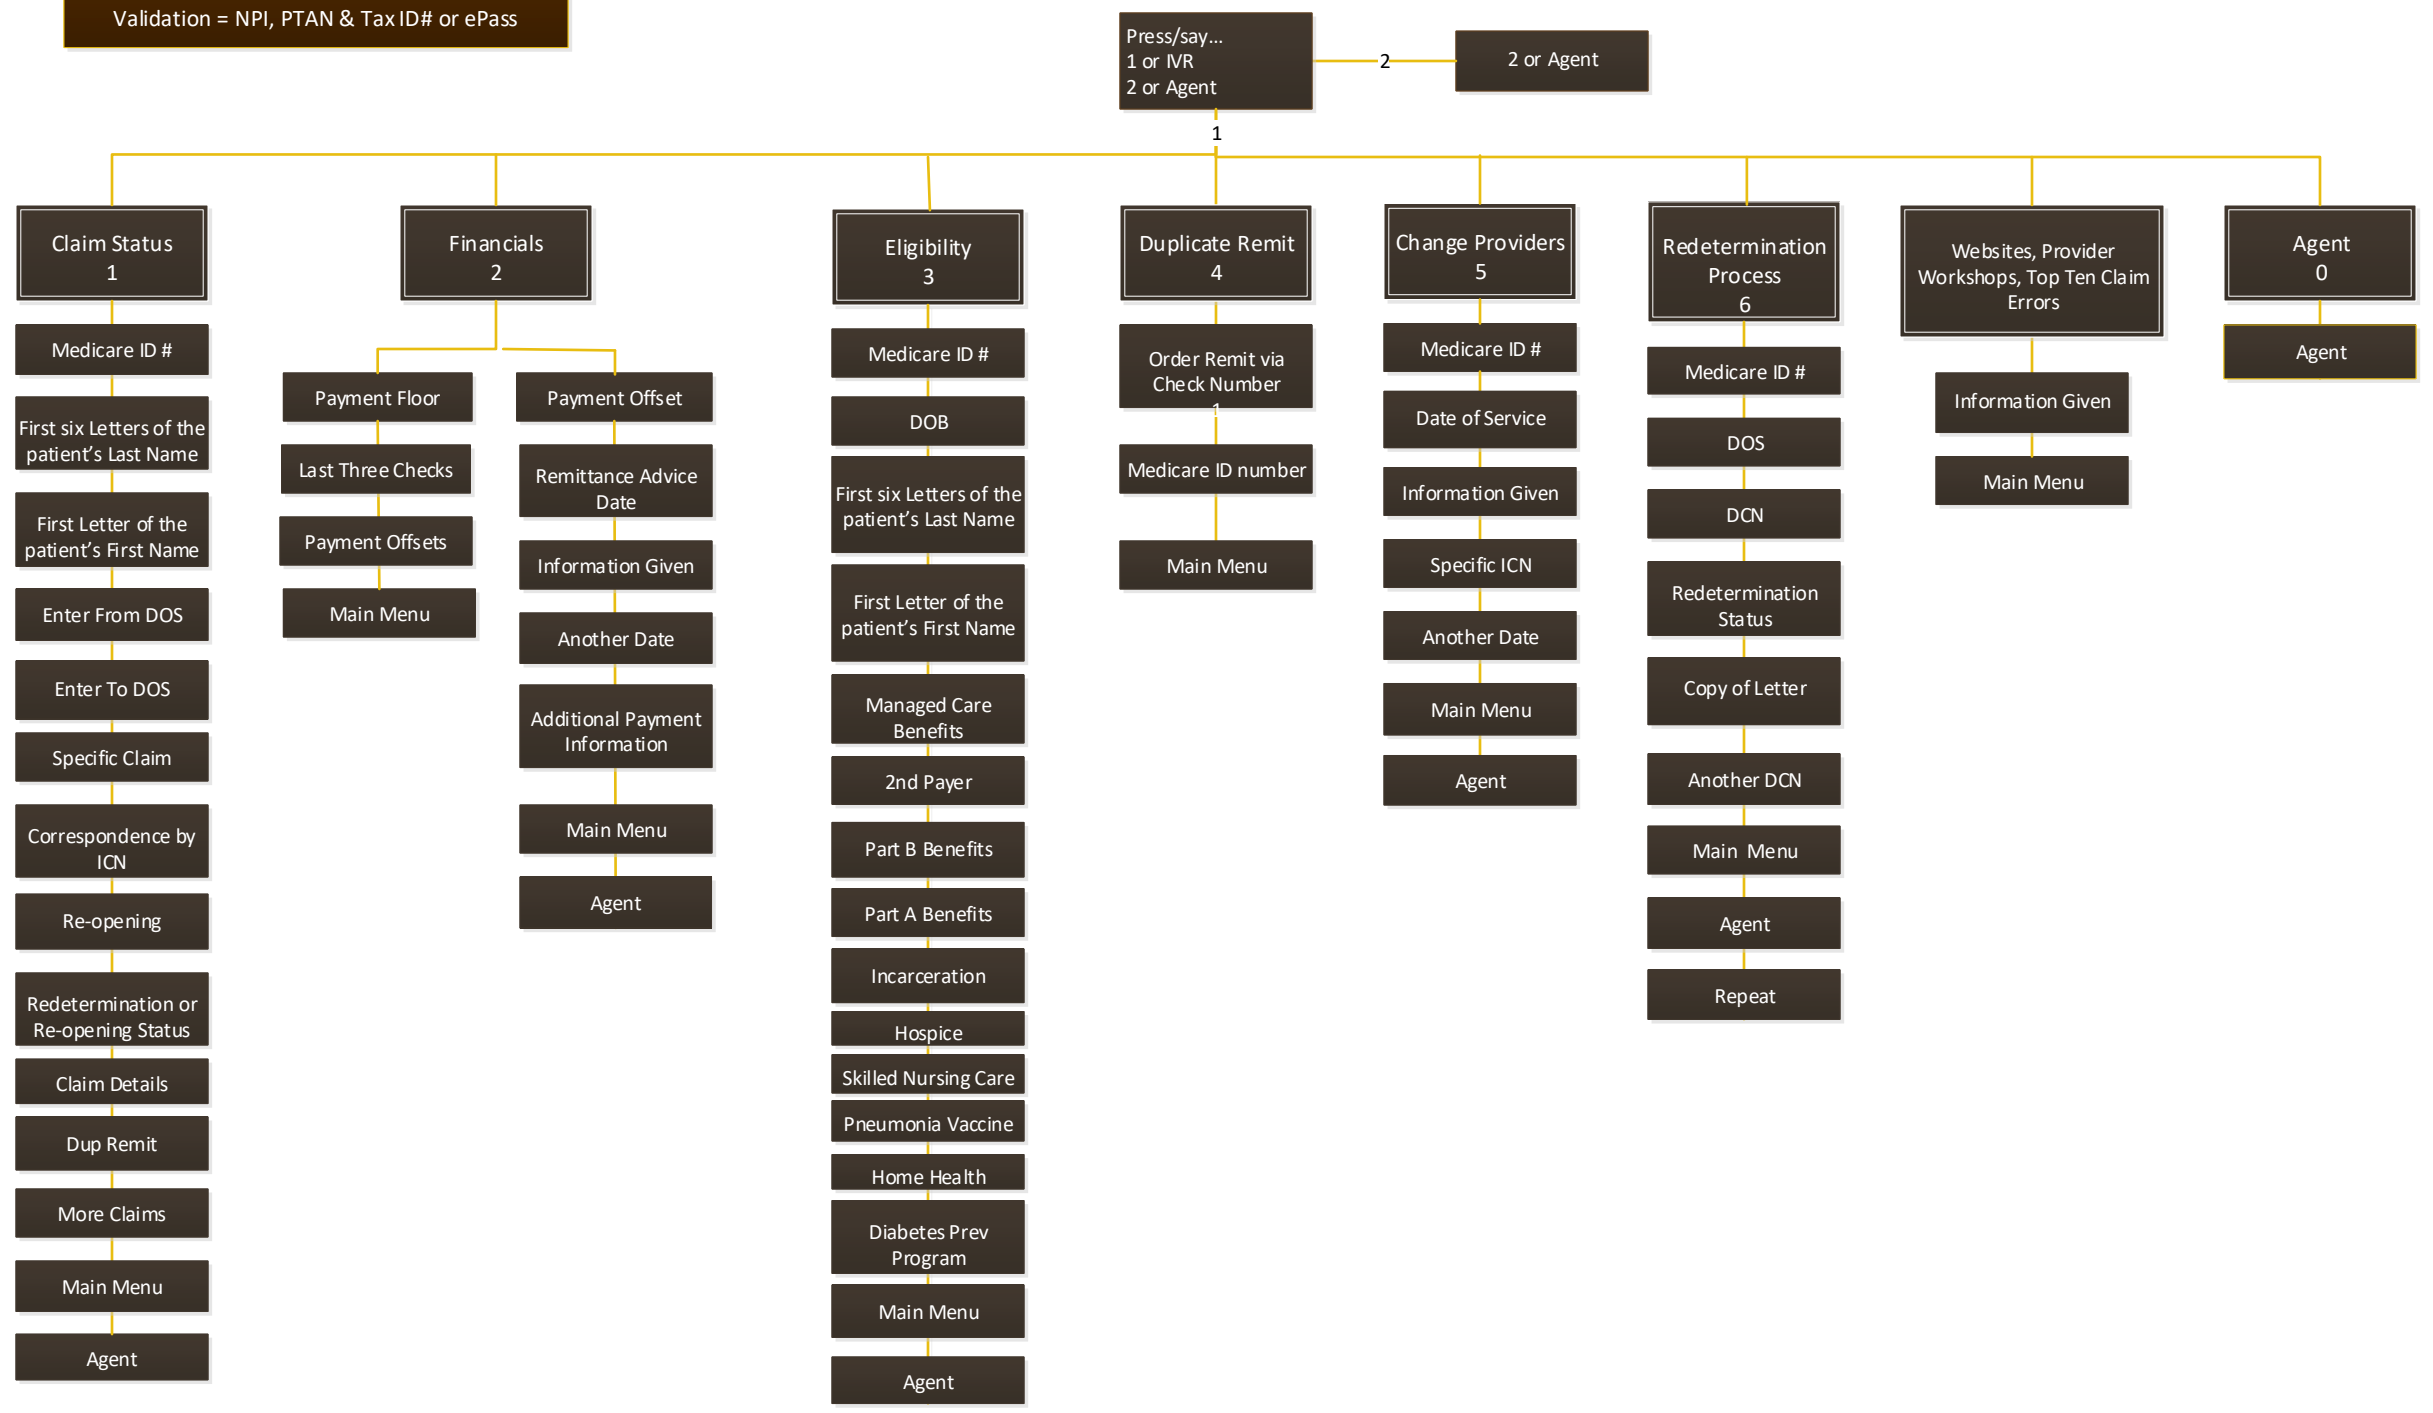 Validation = NPI, PTAN & Tax ID# or ePass
Press/say...
1 or IVR
2 or Agent
2
2 or Agent
1
Claim Status
1
Medicare ID #
First six Letters of the
patient's Last Name
First Letter of the
patient's First Name
Enter From DOS
Enter To DOS
Specific Claim
Correspondence by
ICN
Re-opening
Redetermination or
Re-opening Status
Claim Details
Dup Remit
More Claims
Main Menu
Agent
Financials
2
Payment Floor
Last Three Checks
Payment Offsets
Main Menu
Payment Offset
Remittance Advice
Date
Information Given
Another Date
Additional Payment
Information
Main Menu
Agent
Eligibility
3
Medicare ID #
DOB
First six Letters of the
patient's Last Name
First Letter of the
patient's First Name
Managed Care
Benefits
2nd Payer
Part B Benefits
Part A Benefits
Incarceration
Hospice
Skilled Nursing Care
Pneumonia Vaccine
Home Health
Diabetes Prev
Program
Main Menu
Agent
Duplicate Remit
4
Order Remit via
Check Number
1
Medicare ID number
Main Menu
Change Providers
5
Medicare ID #
Date of Service
Information Given
Specific ICN
Another Date
Main Menu
Agent
Redetermination
Process
6
Medicare ID #
DOS
DCN
Redetermination
Status
Copy of Letter
Another DCN
Main Menu
Agent
Repeat
Websites, Provider
Workshops, Top Ten Claim
Errors
Information Given
Main Menu
Agent
0
Agent